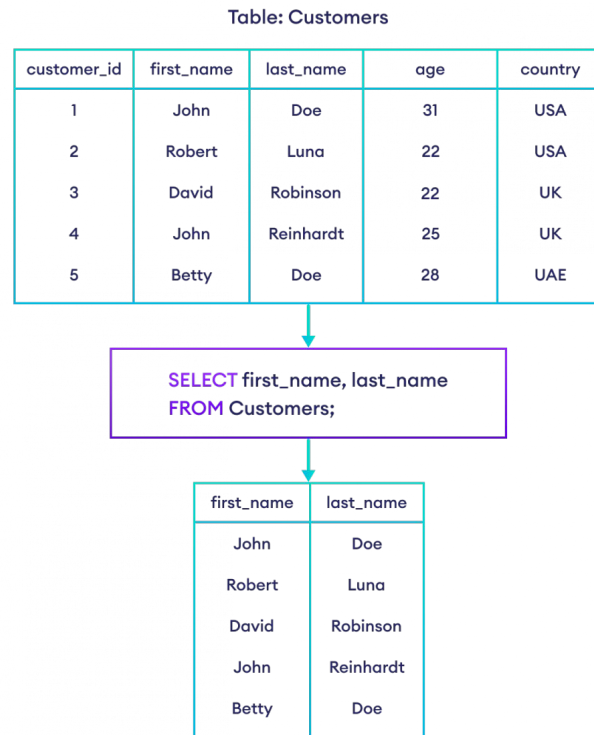 Table: Customers
customer_id first_name last_name age country
1 John Doe 31 USA
2 Robert Luna 22 USA
3 David Robinson 22 UK
4 John Reinhardt 25 UK
5 Betty Doe 28 UAE
SELECT first_name, last_name
FROM Customers;
first_name last_name
John Doe
Robert Luna
David Robinson
John Reinhardt
Betty Doe